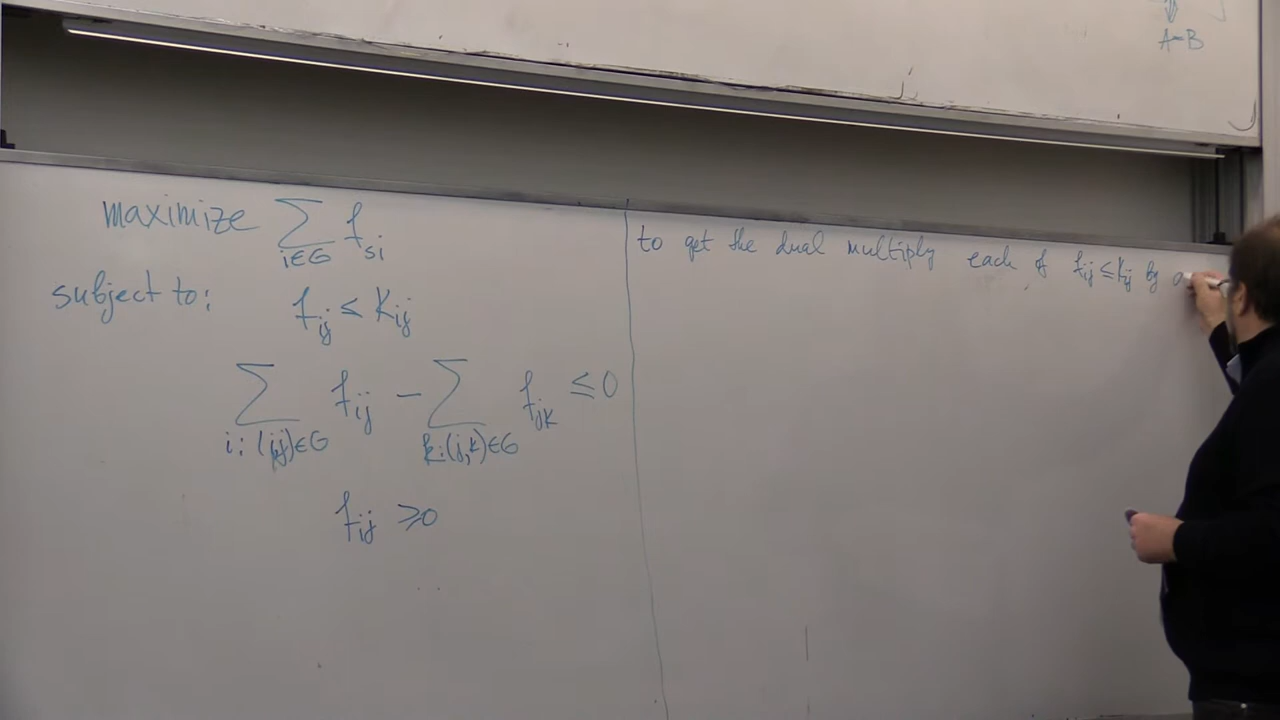 A=B
maximize ∑ f_si
i∈G
subject to: f_ij ≤ K_ij
∑ f_ij − ∑ f_jk ≤ 0
i:(i,j)∈G k:(j,k)∈G
f_ij ≥ 0
to get the dual multiply each of f_ij ≤ K_ij by